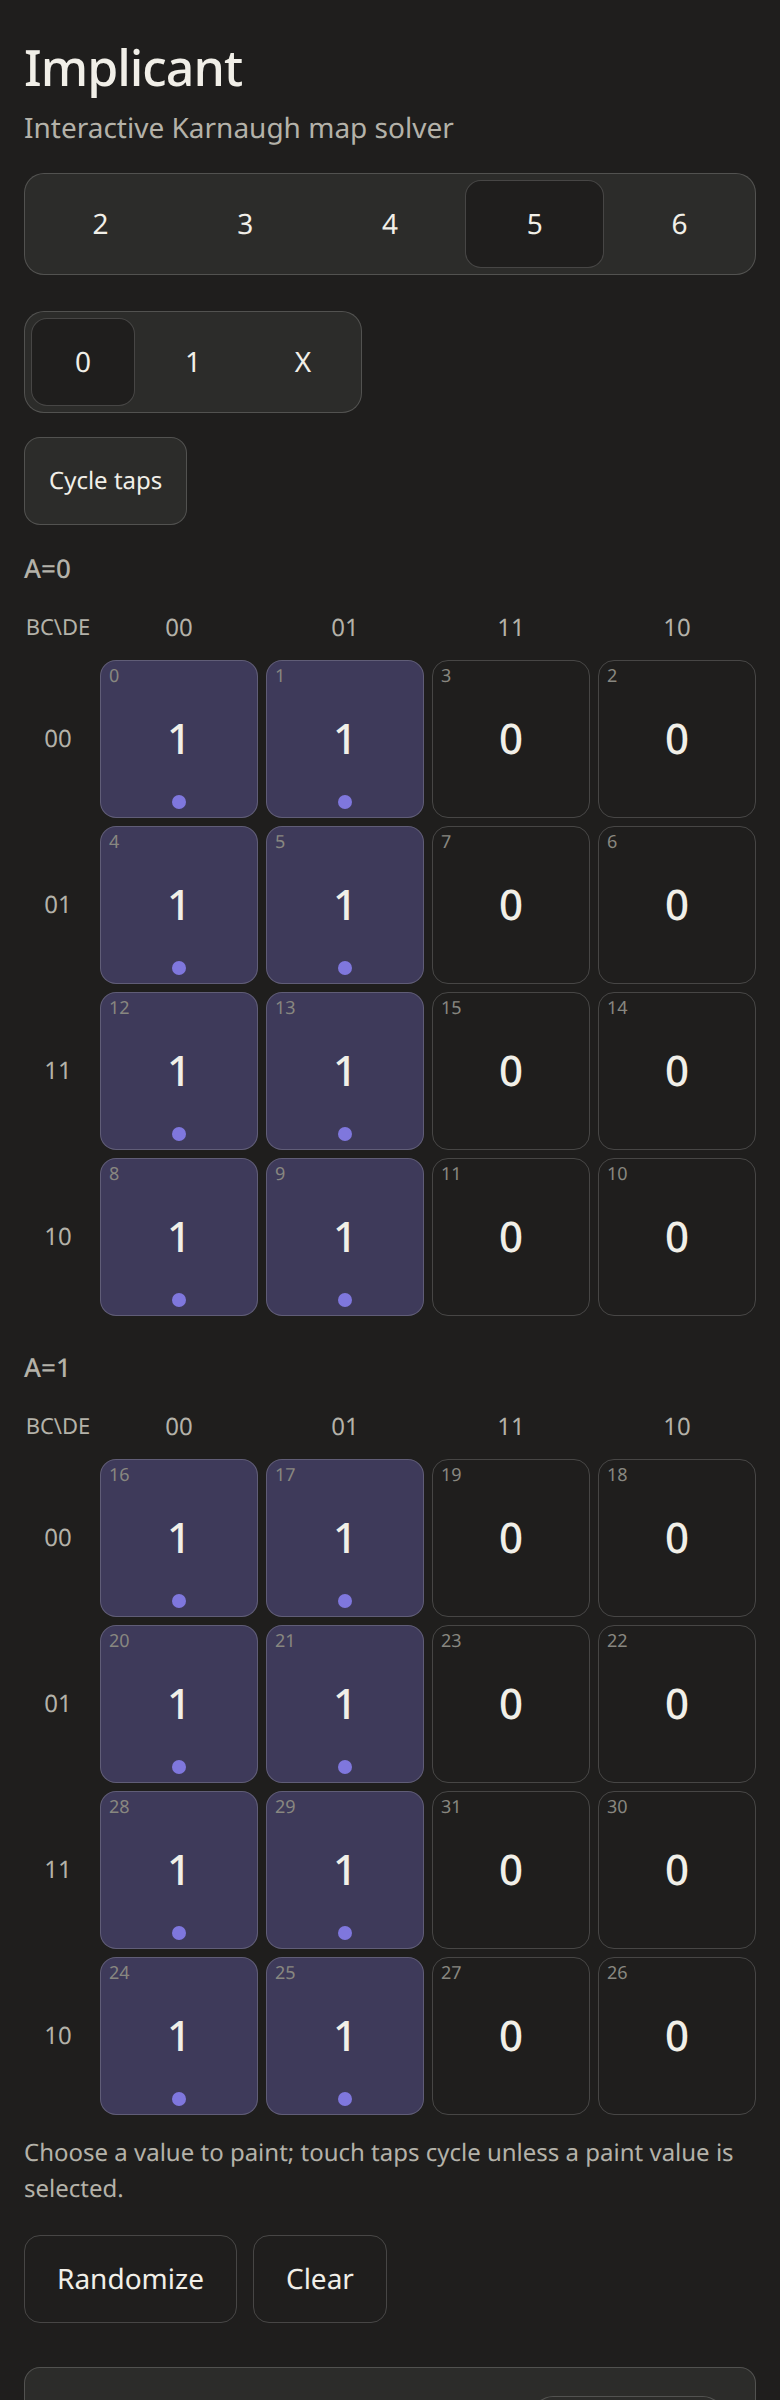 Implicant
Interactive Karnaugh map solver
2 3 4 5 6
0 1 X
Cycle taps
A=0
BC\DE 00 01 11 10
0 1 3 2
00 1 1 0 0
4 5 7 6
01 1 1 0 0
12 13 15 14
11 1 1 0 0
8 9 11 10
10 1 1 0 0
A=1
BC\DE 00 01 11 10
16 17 19 18
00 1 1 0 0
20 21 23 22
01 1 1 0 0
28 29 31 30
11 1 1 0 0
24 25 27 26
10 1 1 0 0
Choose a value to paint; touch taps cycle unless a paint value is
selected.
Randomize Clear